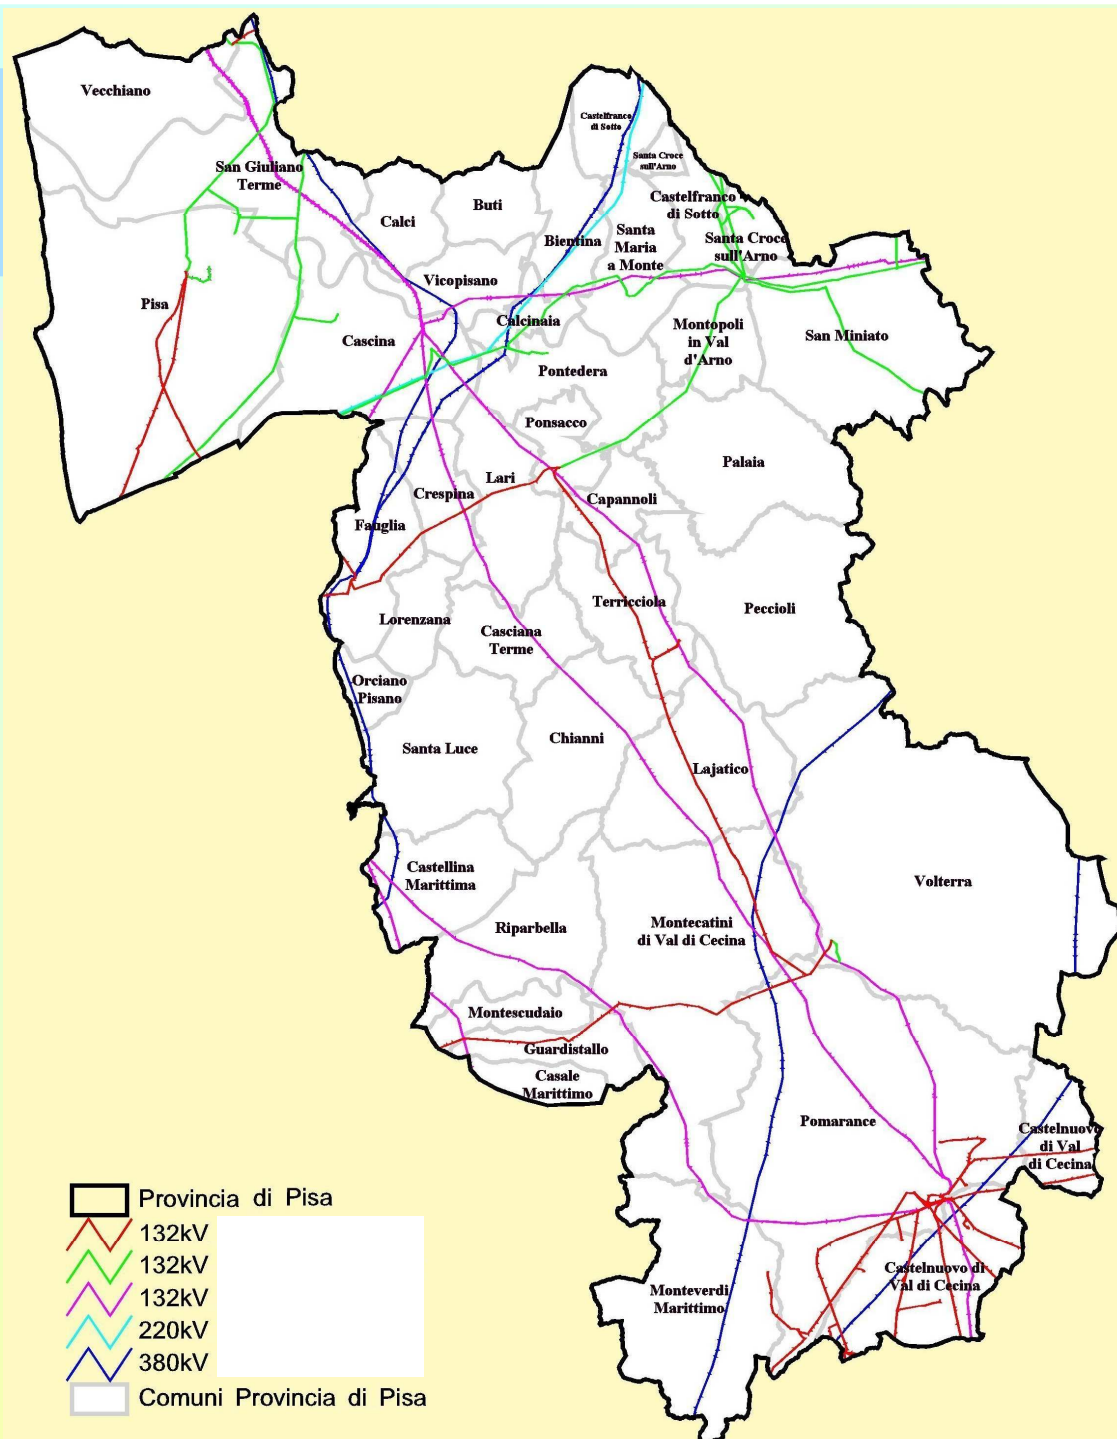 Vecchiano
Castelfranco
di Sotto
Santa Croce
sull'Arno
San Giuliano
Terme
Castelfranco
di Sotto
Buti
Calci
Santa
Maria
a Monte
Bientina
Santa Croce
sull'Arno
Vicopisano
Pisa
Calcinaia
Cascina
Montopoli
in Val
d'Arno
San Miniato
Pontedera
Ponsacco
Palaia
Lari
Crespina
Capannoli
Fauglia
Terricciola
Peccioli
Lorenzana
Casciana
Terme
Orciano
Pisano
Santa Luce
Chianni
Lajatico
Castellina
Marittima
Volterra
Riparbella
Montecatini
di Val di Cecina
Montescudaio
Guardistallo
Casale
Marittimo
Pomarance
Castelnuovo
di Val
di Cecina
Castelnuovo di
Val di Cecina
Monteverdi
Marittimo
Provincia di Pisa
132kV
132kV
132kV
220kV
380kV
Comuni Provincia di Pisa